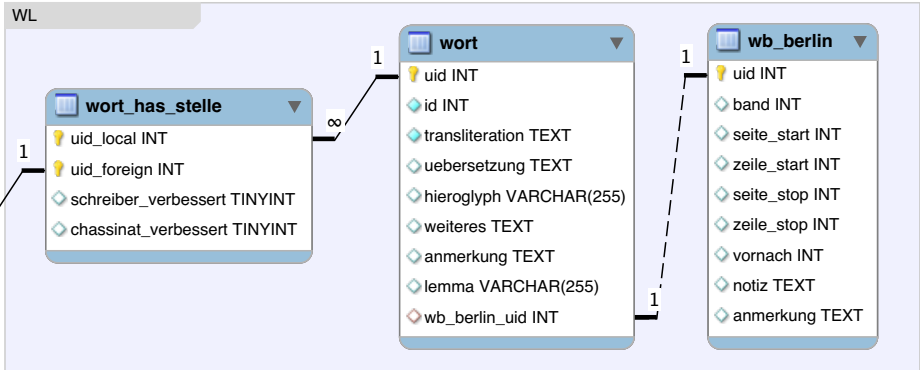 WL
wort_has_stelle
uid_local INT
uid_foreign INT
schreiber_verbessert TINYINT
chassinat_verbessert TINYINT
1
∞
1
wort
uid INT
id INT
transliteration TEXT
uebersetzung TEXT
hieroglyph VARCHAR(255)
weiteres TEXT
anmerkung TEXT
lemma VARCHAR(255)
wb_berlin_uid INT
1
1
wb_berlin
uid INT
band INT
seite_start INT
zeile_start INT
seite_stop INT
zeile_stop INT
vornach INT
notiz TEXT
anmerkung TEXT